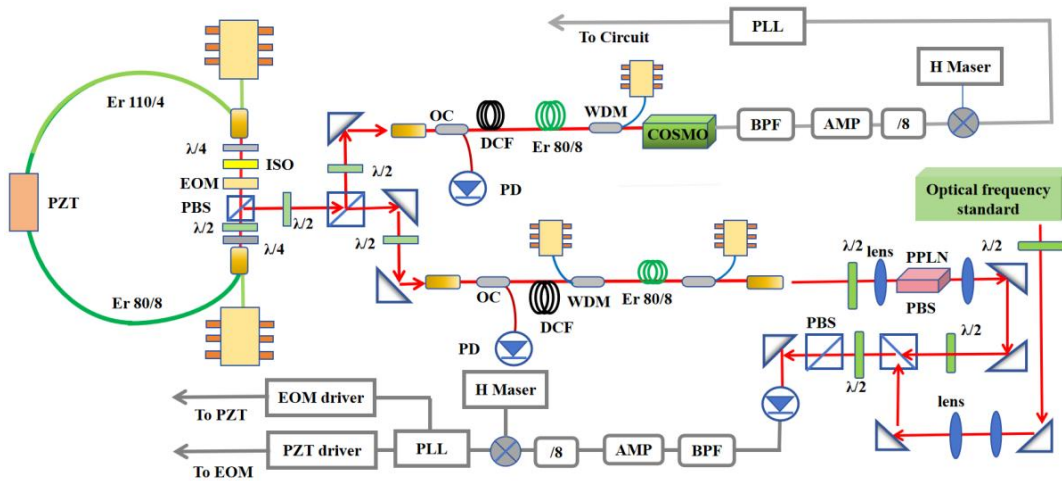 To Circuit
PLL
H Maser
Er 110/4
λ/4
ISO
EOM
PBS
λ/2
λ/4
PZT
Er 80/8
λ/2
λ/2
λ/2
OC
DCF
Er 80/8
WDM
COSMO
BPF
AMP
/8
PD
Optical frequency
standard
λ/2
λ/2
lens
PPLN
PBS
OC
DCF
WDM
Er 80/8
PD
PBS
λ/2
λ/2
lens
H Maser
To PZT
EOM driver
To EOM
PZT driver
PLL
/8
AMP
BPF